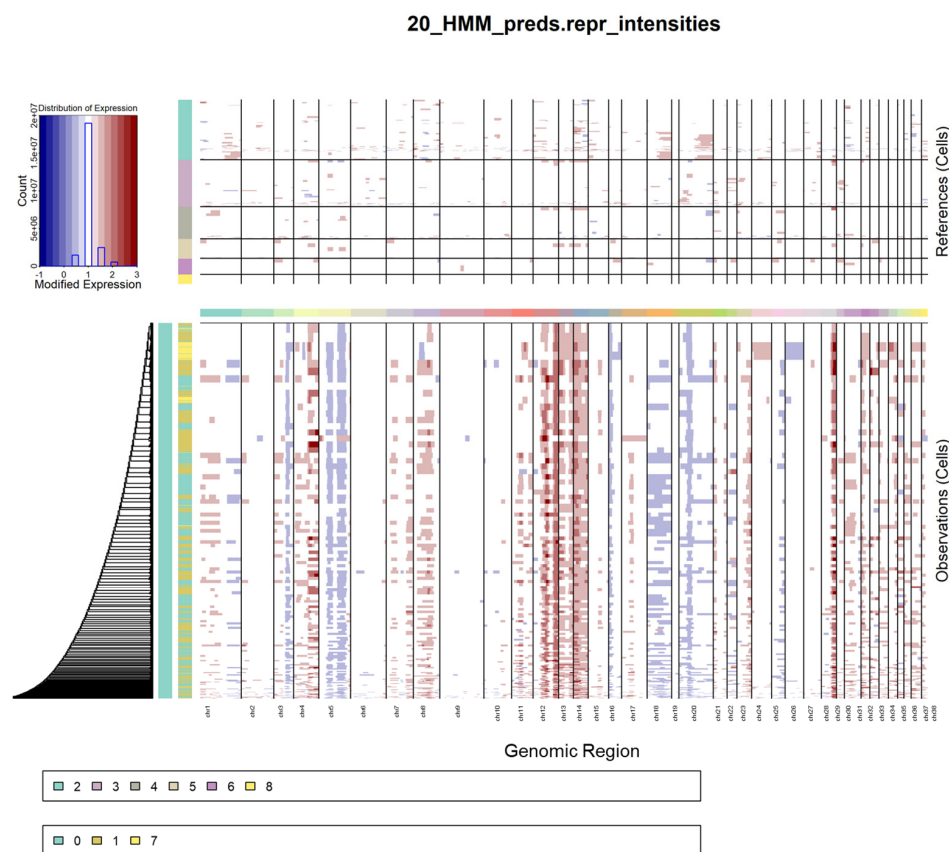 20_HMM_preds.repr_intensities
Distribution of Expression
Count
0 5e+06 1e+07 1.5e+07 2e+07
-1 0 1 2 3
Modified Expression
References (Cells)
Observations (Cells)
chr1 chr2 chr3 chr4 chr5 chr6 chr7 chr8 chr9 chr10 chr11 chr12 chr13 chr14 chr15 chr16 chr17 chr18 chr19 chr20 chr21 chr22 chr23 chr24 chr25 chr26 chr27 chr28 chr29 chr30 chr31 chr32 chr33 chr34 chr35 chr36 chr37 chr38
Genomic Region
2 3 4 5 6 8
0 1 7